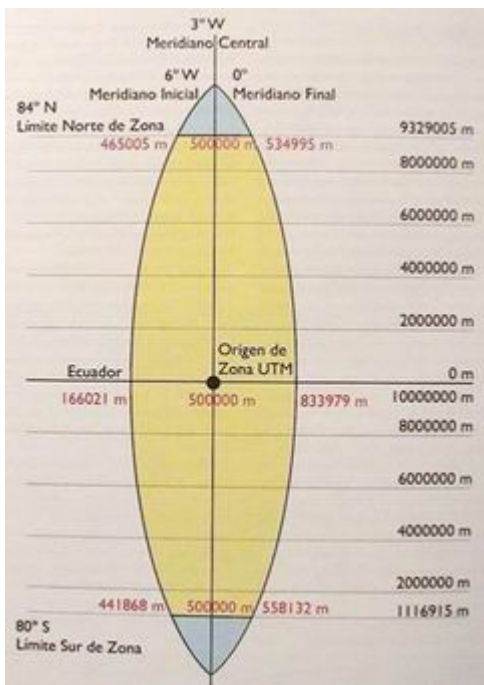 3° W
Meridiano Central
6° W 0°
Meridiano Inicial Meridiano Final
84° N
Límite Norte de Zona
9329005 m
465005 m 500000 m 534995 m
8000000 m
6000000 m
4000000 m
2000000 m
Origen de
Zona UTM
Ecuador
0 m
166021 m 500000 m 833979 m
10000000 m
8000000 m
6000000 m
4000000 m
2000000 m
441868 m 500000 m 558132 m
1116915 m
80° S
Límite Sur de Zona